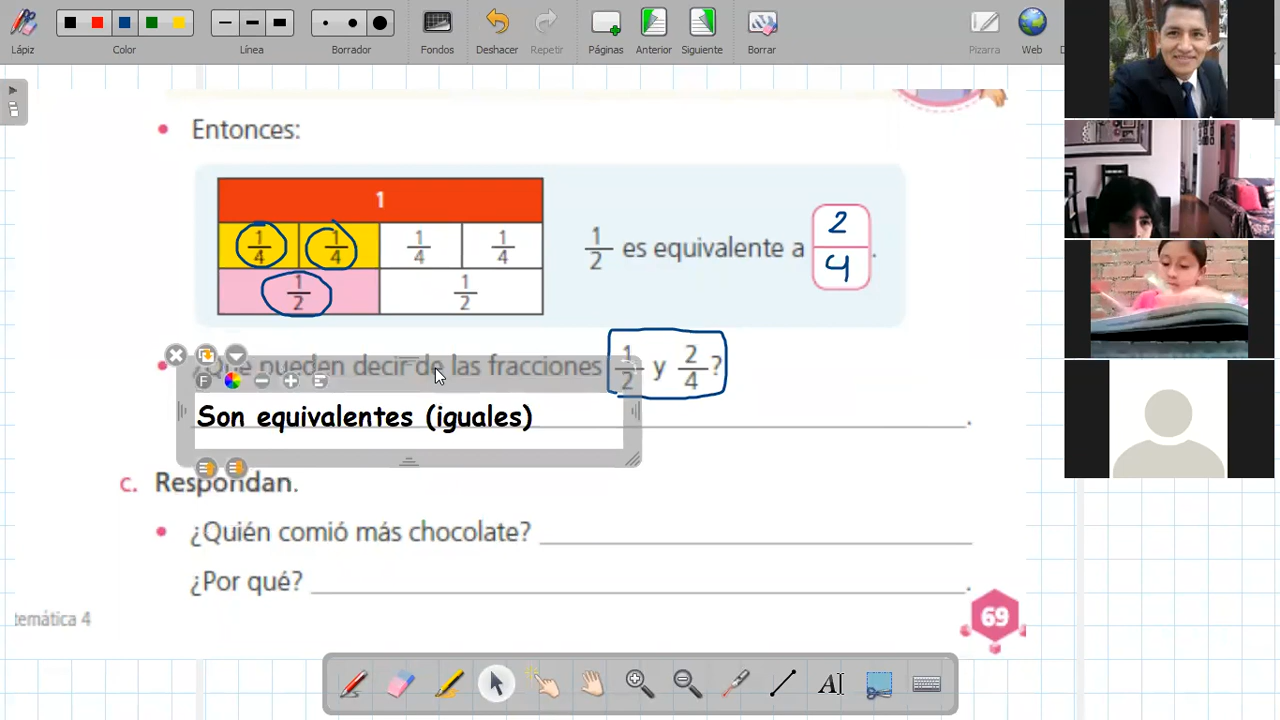 Lápiz
Color
Línea
Borrador
Fondos
Deshacer
Repetir
Páginas
Anterior
Siguiente
Borrar
Pizarra
Web
Entonces:
1
1/4 1/4 1/4 1/4
1/2 1/2
1/2 es equivalente a 2/4.
¿Qué pueden decir de las fracciones 1/2 y 2/4?
F
Son equivalentes (iguales)
c. Respondan.
¿Quién comió más chocolate?
¿Por qué?
temática 4
69
AI